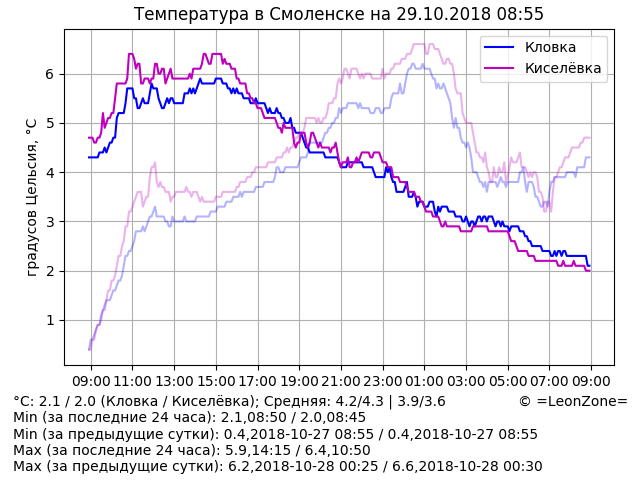 Температура в Смоленске на 29.10.2018 08:55
Кловка
Киселёвка
градусов Цельсия, °C
6
5
4
3
2
1
09:00 11:00 13:00 15:00 17:00 19:00 21:00 23:00 01:00 03:00 05:00 07:00 09:00
°C: 2.1 / 2.0 (Кловка / Киселёвка); Средняя: 4.2/4.3 | 3.9/3.6 © =LeonZone=
Min (за последние 24 часа): 2.1,08:50 / 2.0,08:45
Min (за предыдущие сутки): 0.4,2018-10-27 08:55 / 0.4,2018-10-27 08:55
Max (за последние 24 часа): 5.9,14:15 / 6.4,10:50
Max (за предыдущие сутки): 6.2,2018-10-28 00:25 / 6.6,2018-10-28 00:30